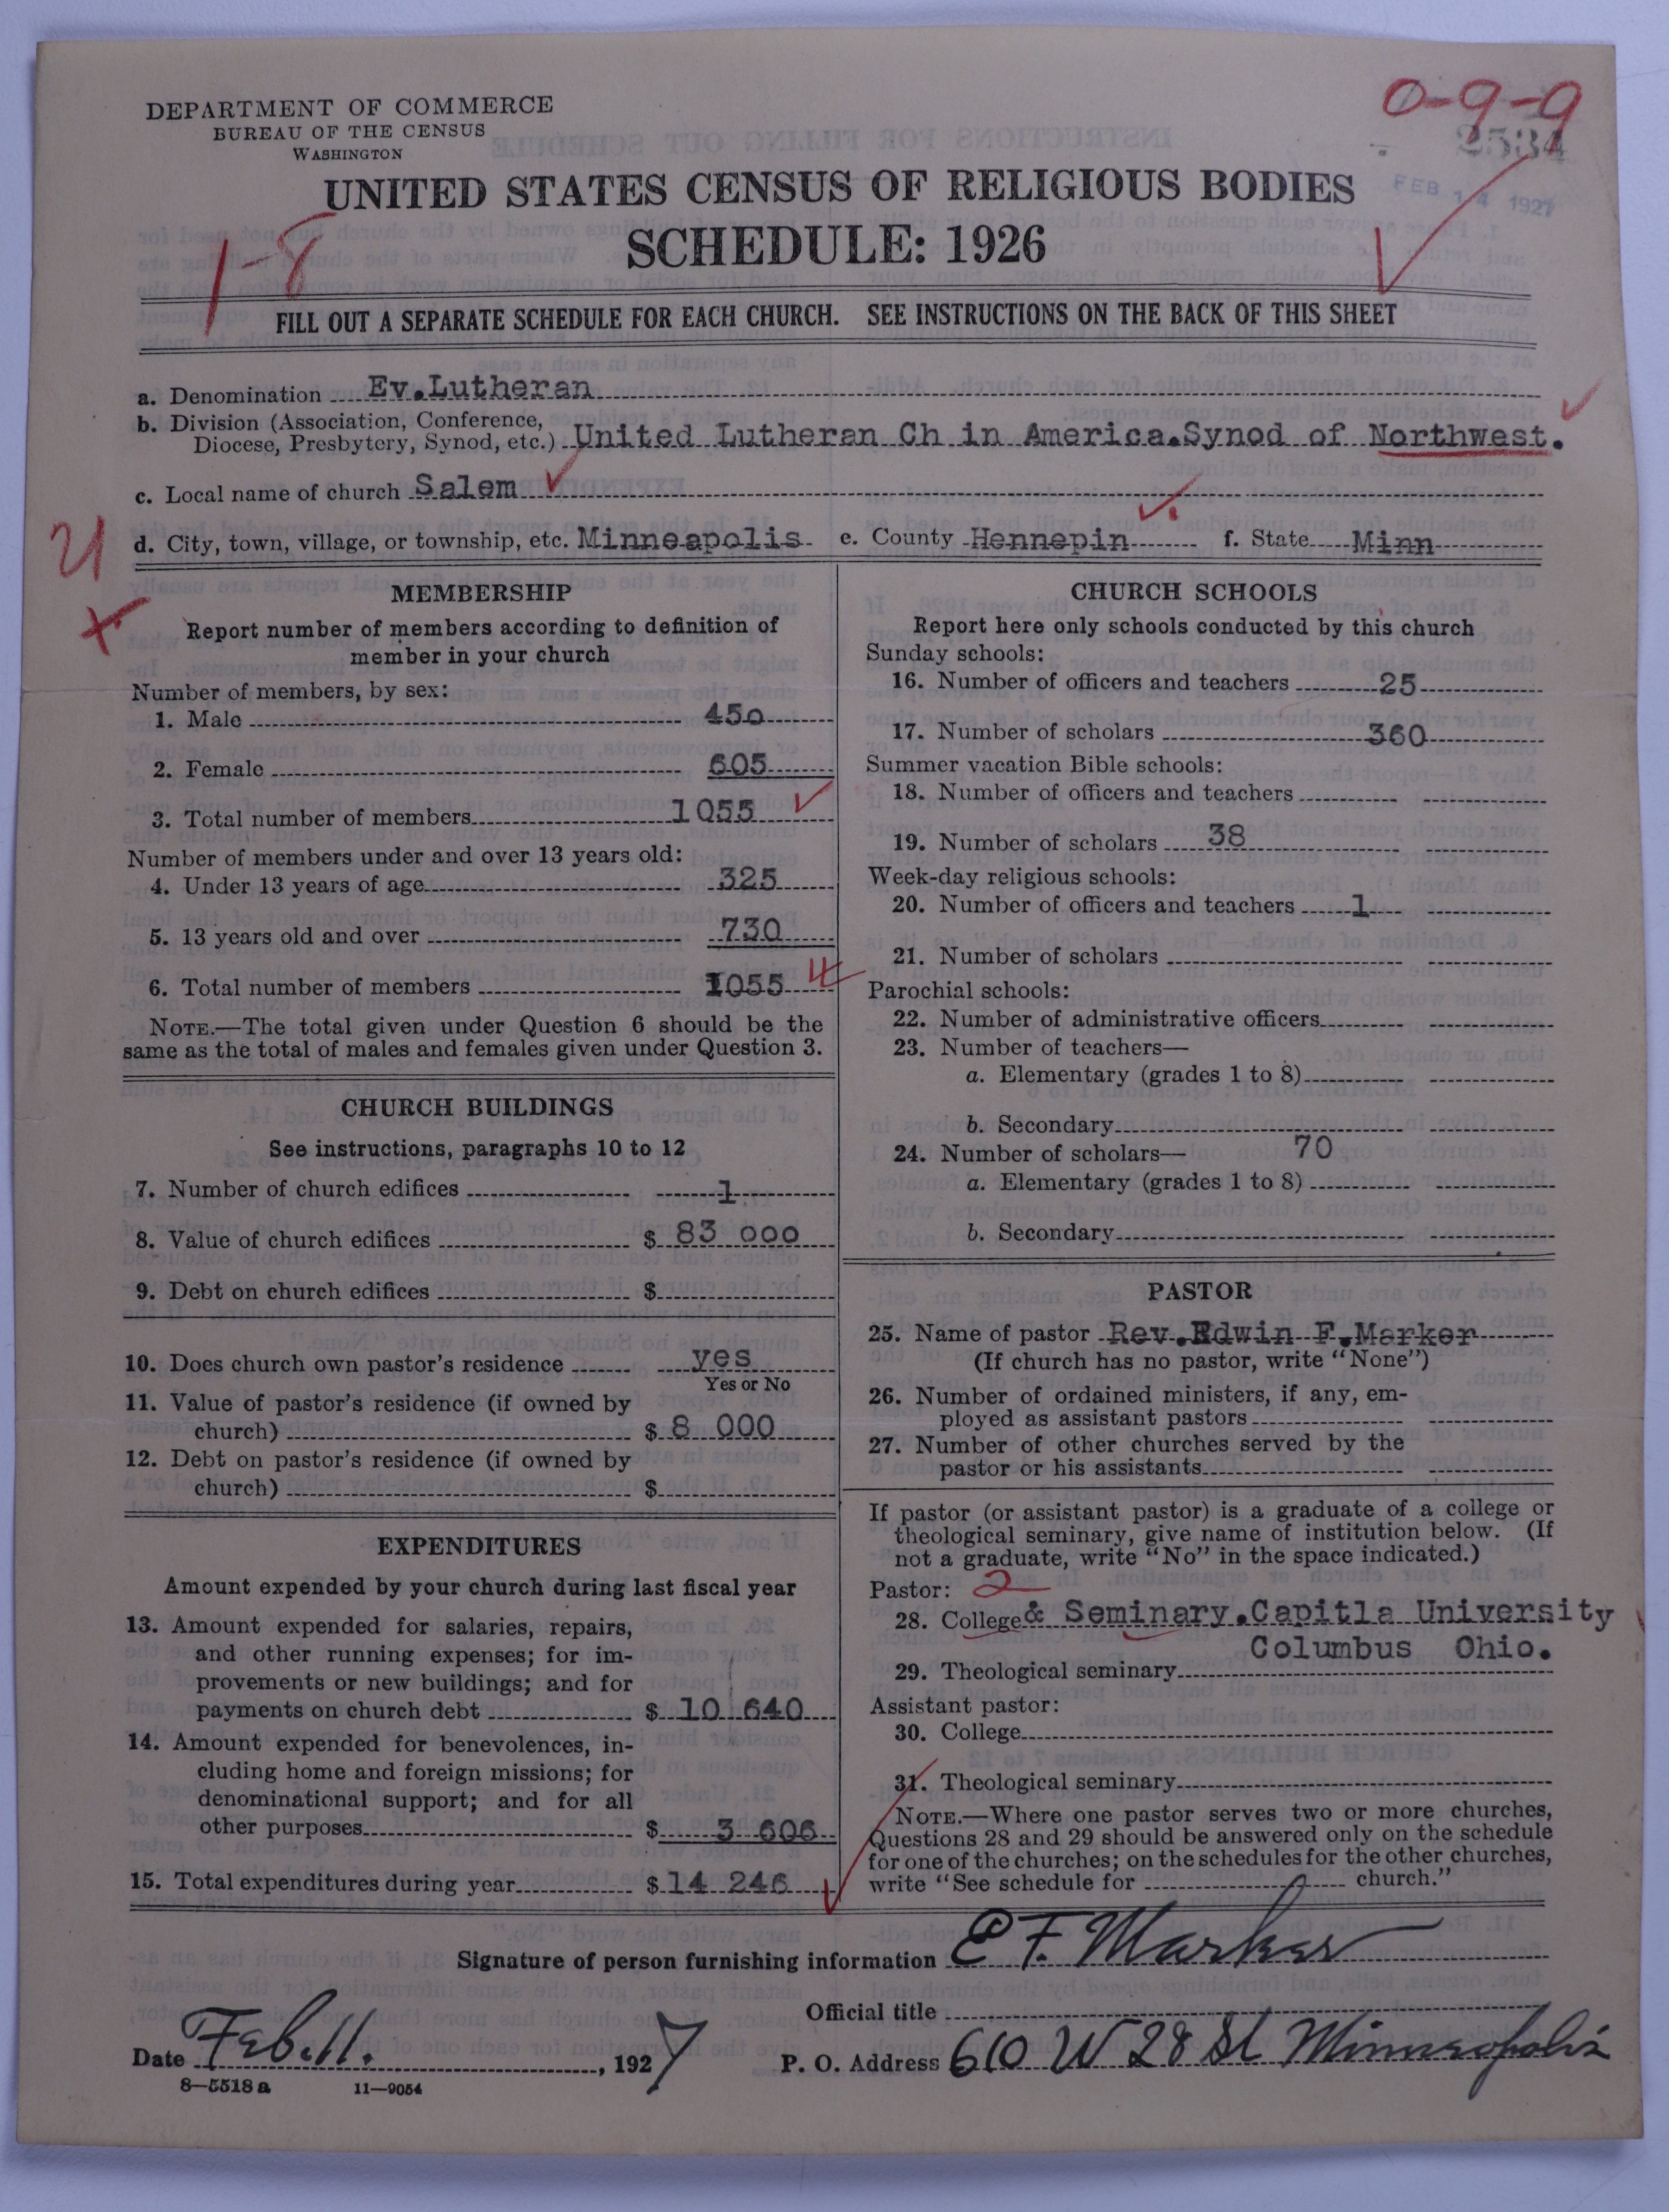 0-9-9
DEPARTMENT OF COMMERCE
BUREAU OF THE CENSUS
WASHINGTON
2534
FEB 14 1927
UNITED STATES CENSUS OF RELIGIOUS BODIES
SCHEDULE: 1926
1-8
FILL OUT A SEPARATE SCHEDULE FOR EACH CHURCH. SEE INSTRUCTIONS ON THE BACK OF THIS SHEET
a. Denomination Ev.Lutheran
b. Division (Association, Conference,
Diocese, Presbytery, Synod, etc.) United Lutheran Ch in America.Synod of Northwest.
c. Local name of church Salem
d. City, town, village, or township, etc. Minneapolis e. County Hennepin f. State Minn
MEMBERSHIP
Report number of members according to definition of
member in your church
Number of members, by sex:
1. Male 450
2. Female 605
3. Total number of members 1055
Number of members under and over 13 years old:
4. Under 13 years of age 325
5. 13 years old and over 730
6. Total number of members 1055
NOTE.—The total given under Question 6 should be the
same as the total of males and females given under Question 3.
CHURCH BUILDINGS
See instructions, paragraphs 10 to 12
7. Number of church edifices 1
8. Value of church edifices $ 83 000
9. Debt on church edifices $
10. Does church own pastor's residence yes
Yes or No
11. Value of pastor's residence (if owned by
church) $ 8 000
12. Debt on pastor's residence (if owned by
church) $
EXPENDITURES
Amount expended by your church during last fiscal year
13. Amount expended for salaries, repairs,
and other running expenses; for im-
provements or new buildings; and for
payments on church debt $ 10 640
14. Amount expended for benevolences, in-
cluding home and foreign missions; for
denominational support; and for all
other purposes $ 3 606
15. Total expenditures during year $ 14 246
CHURCH SCHOOLS
Report here only schools conducted by this church
Sunday schools:
16. Number of officers and teachers 25
17. Number of scholars 360
Summer vacation Bible schools:
18. Number of officers and teachers
19. Number of scholars 38
Week-day religious schools:
20. Number of officers and teachers 1
21. Number of scholars
Parochial schools:
22. Number of administrative officers
23. Number of teachers—
a. Elementary (grades 1 to 8)
b. Secondary
24. Number of scholars— 70
a. Elementary (grades 1 to 8)
b. Secondary
PASTOR
25. Name of pastor Rev.Edwin F.Marker
(If church has no pastor, write "None")
26. Number of ordained ministers, if any, em-
ployed as assistant pastors
27. Number of other churches served by the
pastor or his assistants
If pastor (or assistant pastor) is a graduate of a college or
theological seminary, give name of institution below. (If
not a graduate, write "No" in the space indicated.)
Pastor: 2
28. College & Seminary.Capitla University
Columbus Ohio.
29. Theological seminary
Assistant pastor:
30. College
31. Theological seminary
NOTE.—Where one pastor serves two or more churches,
Questions 28 and 29 should be answered only on the schedule
for one of the churches; on the schedules for the other churches,
write "See schedule for church."
Signature of person furnishing information E F. Marker
Official title
Date Feb. 11. , 1927 P. O. Address 610 W 28 St Minneapolis
8—5518 a 11—9054